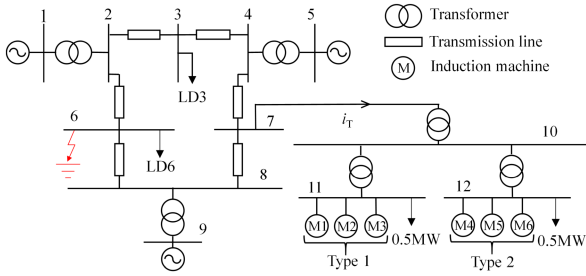 1 2 3 4 5
Transformer
Transmission line
M Induction machine
LD3
6 7
iT
10
LD6
8
11 12
9
M1 M2 M3 0.5MW M4 M5 M6 0.5MW
Type 1 Type 2